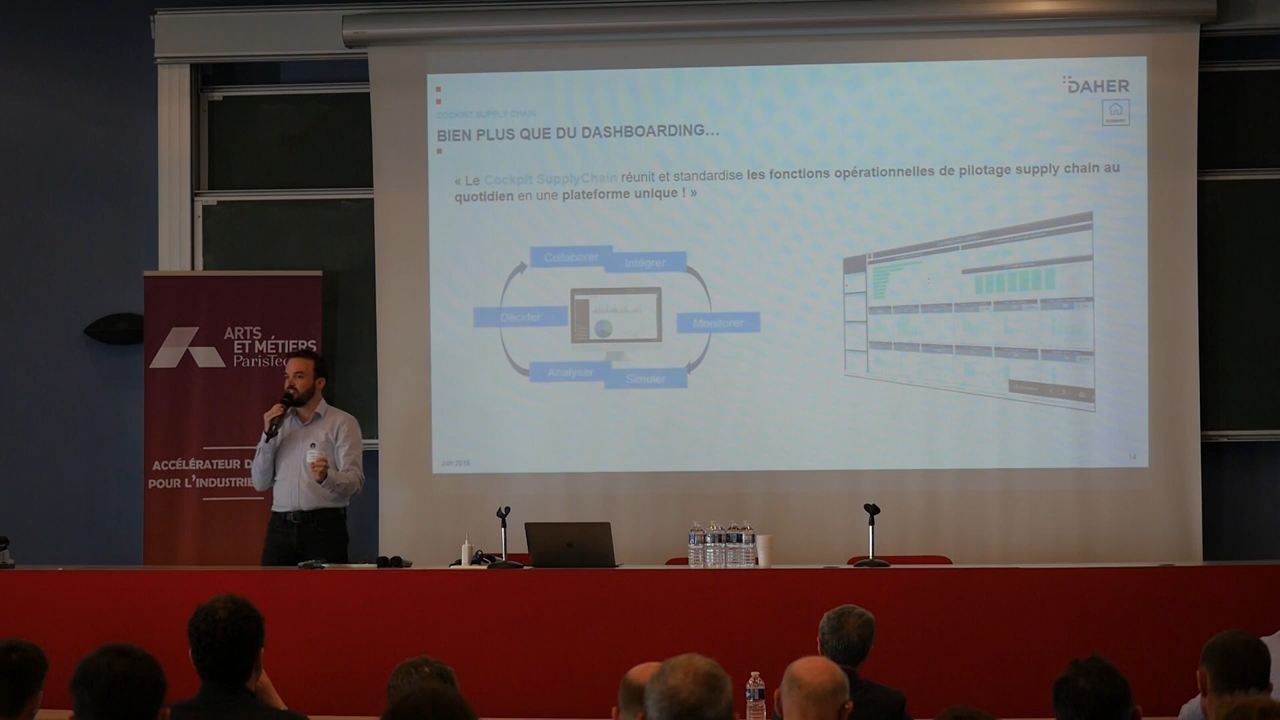 DAHER
COCKPIT SUPPLY CHAIN
BIEN PLUS QUE DU DASHBOARDING…
« Le Cockpit SupplyChain réunit et standardise les fonctions opérationnelles de pilotage supply chain au
quotidien en une plateforme unique ! »
Collaborer
Intégrer
Décider
Monitorer
Analyser
Simuler
14
ARTS
ET MÉTIERS
ParisTe
ACCÉLÉRATEUR D
POUR L'INDUSTRIE